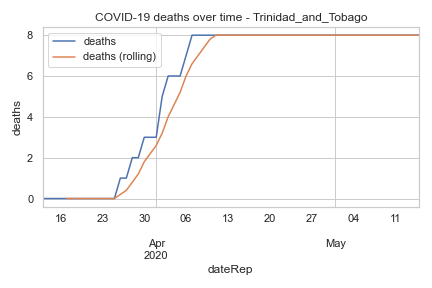 COVID-19 deaths over time - Trinidad_and_Tobago
deaths
deaths (rolling)
deaths
8
6
4
2
0
16 23 30 06 13 20 27 04 11
Apr May
2020
dateRep